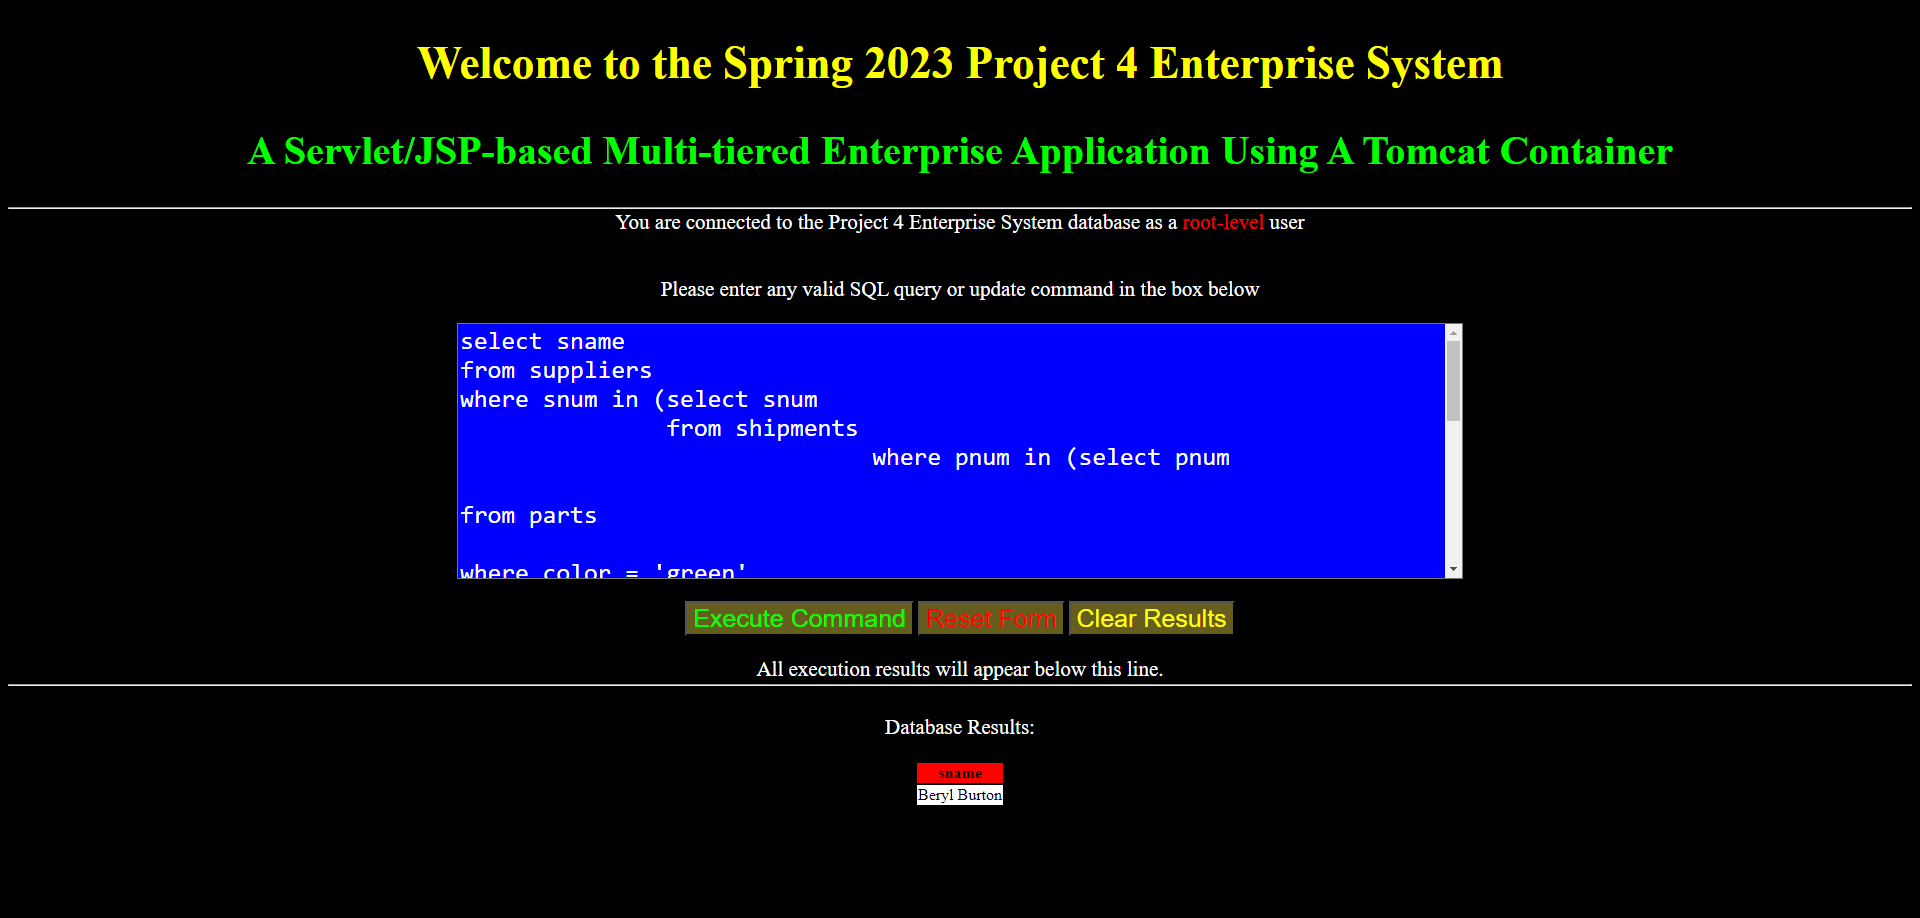 Welcome to the Spring 2023 Project 4 Enterprise System
A Servlet/JSP-based Multi-tiered Enterprise Application Using A Tomcat Container
You are connected to the Project 4 Enterprise System database as a root-level user
Please enter any valid SQL query or update command in the box below
select sname
from suppliers
where snum in (select snum
from shipments
where pnum in (select pnum
from parts
where color = 'green'
Execute Command Reset Form Clear Results
All execution results will appear below this line.
Database Results:
sname
Beryl Burton